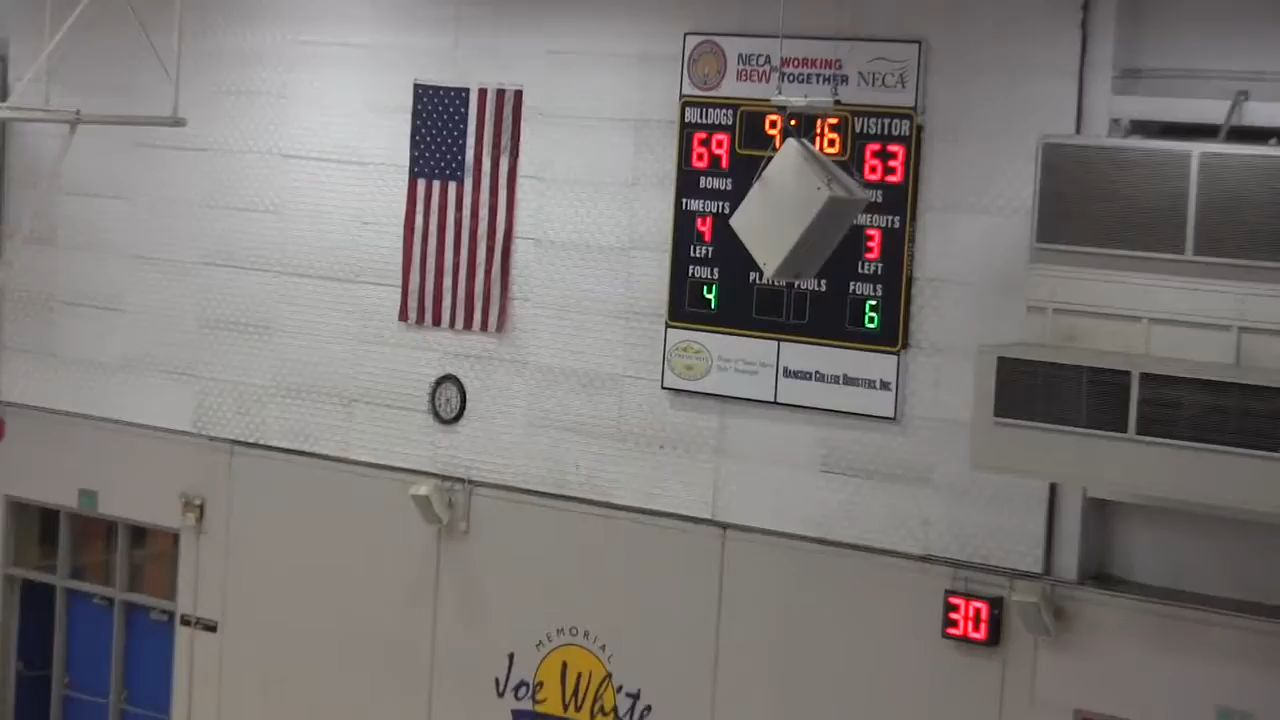 NECA IBEW WORKING TOGETHER NECA
BULLDOGS 9:16 VISITOR
69 63
BONUS
TIMEOUTS
4 3
LEFT LEFT
FOULS PLAYER FOULS FOULS
4 6
HANCOCK COLLEGE BOOSTERS, INC
30
MEMORIAL
Joe White